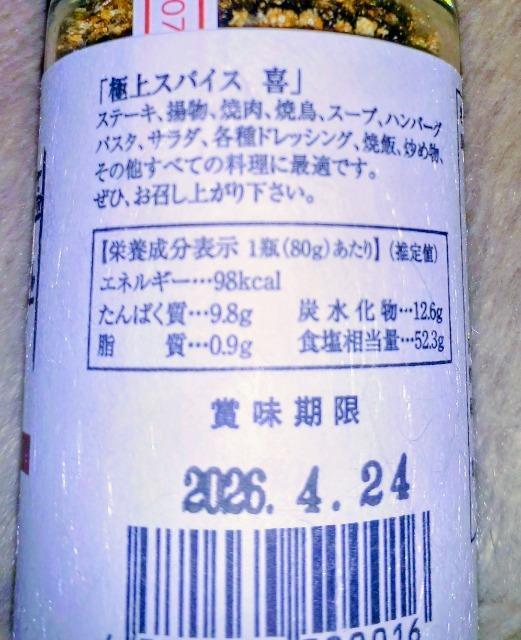 07
「極上スパイス 喜」
ステーキ、揚物、焼肉、焼鳥、スープ、ハンバーグ
パスタ、サラダ、各種ドレッシング、焼飯、炒め物、
その他すべての料理に最適です。
ぜひ、お召し上がり下さい。
【栄養成分表示 1瓶(80g)あたり】(推定値)
エネルギー…98kcal
たんぱく質…9.8g 炭水化物…12.6g
脂 質…0.9g 食塩相当量…52.3g
賞味期限
2026.4.24